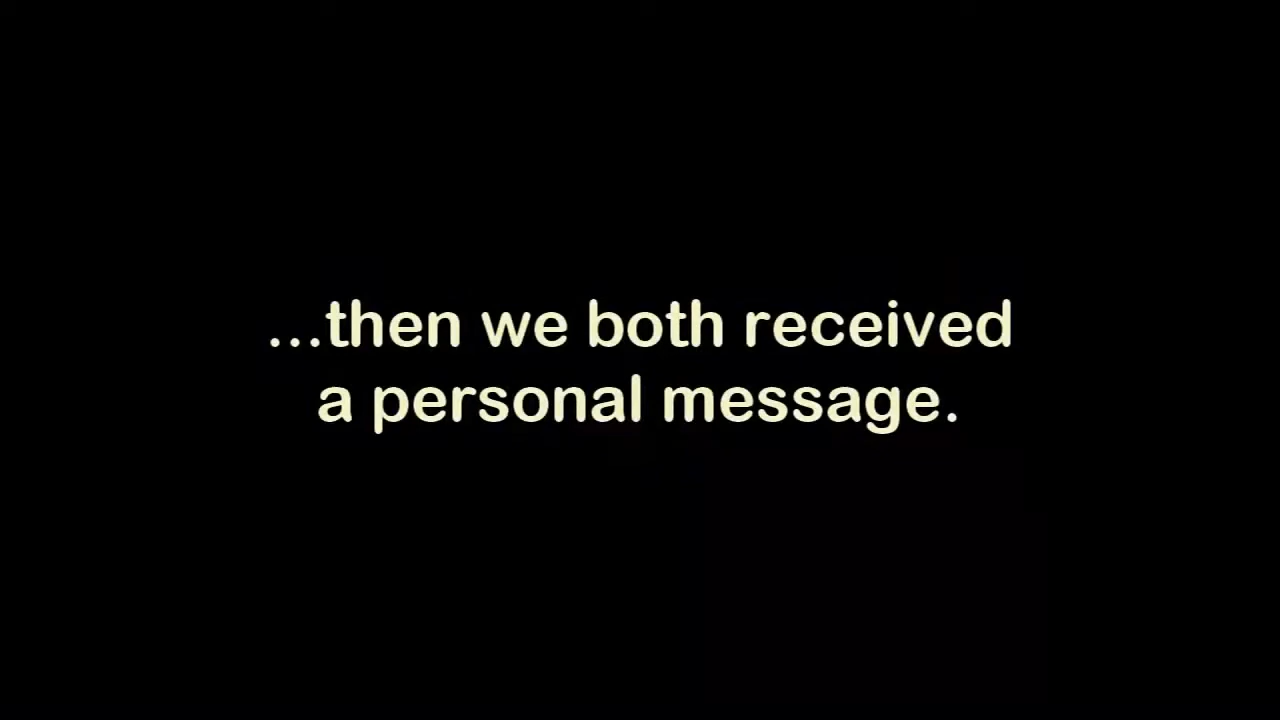 ...then we both received
a personal message.